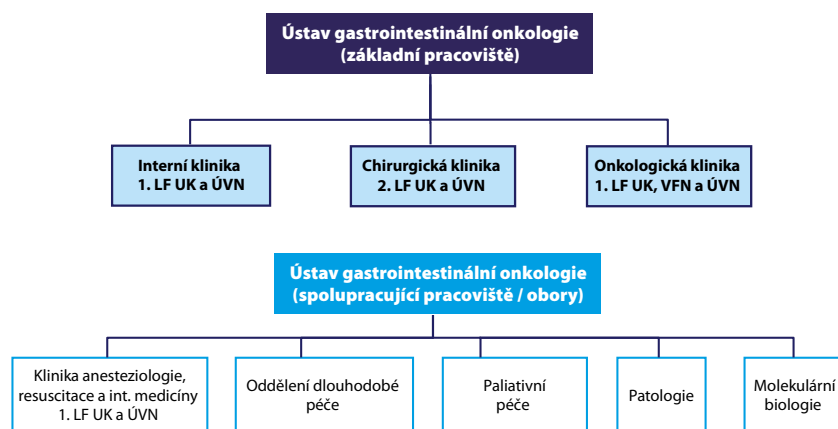 Ústav gastrointestinální onkologie
(základní pracoviště)
Interní klinika
1. LF UK a ÚVN
Chirurgická klinika
2. LF UK a ÚVN
Onkologická klinika
1. LF UK, VFN a ÚVN
Ústav gastrointestinální onkologie
(spolupracující pracoviště / obory)
Klinika anesteziologie,
resuscitace a int. medicíny
1. LF UK a ÚVN
Oddělení dlouhodobé
péče
Paliativní
péče
Patologie
Molekulární
biologie